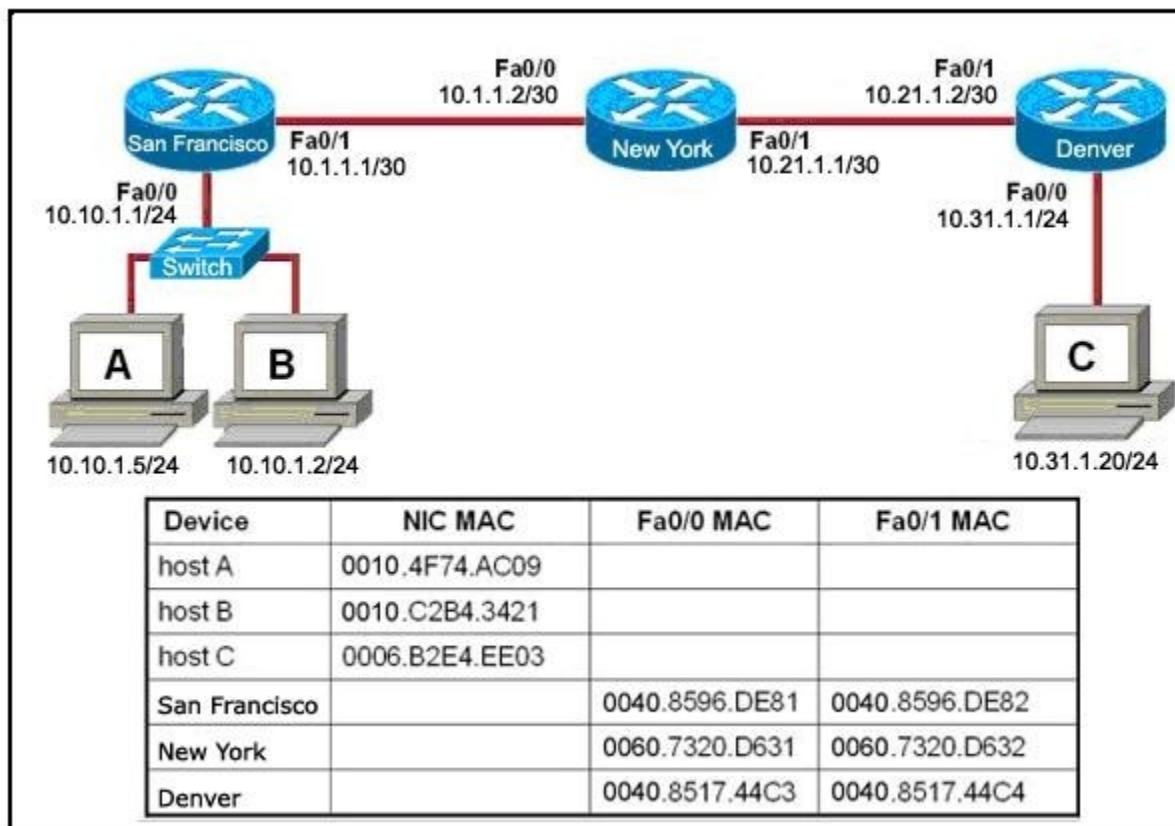 Fa0/0
10.1.1.2/30
Fa0/1
10.21.1.2/30
San Francisco
Fa0/1
10.1.1.1/30
New York
Fa0/1
10.21.1.1/30
Denver
Fa0/0
10.10.1.1/24
Fa0/0
10.31.1.1/24
Switch
A
B
C
10.10.1.5/24
10.10.1.2/24
10.31.1.20/24
Device NIC MAC Fa0/0 MAC Fa0/1 MAC
host A 0010.4F74.AC09
host B 0010.C2B4.3421
host C 0006.B2E4.EE03
San Francisco 0040.8596.DE81 0040.8596.DE82
New York 0060.7320.D631 0060.7320.D632
Denver 0040.8517.44C3 0040.8517.44C4